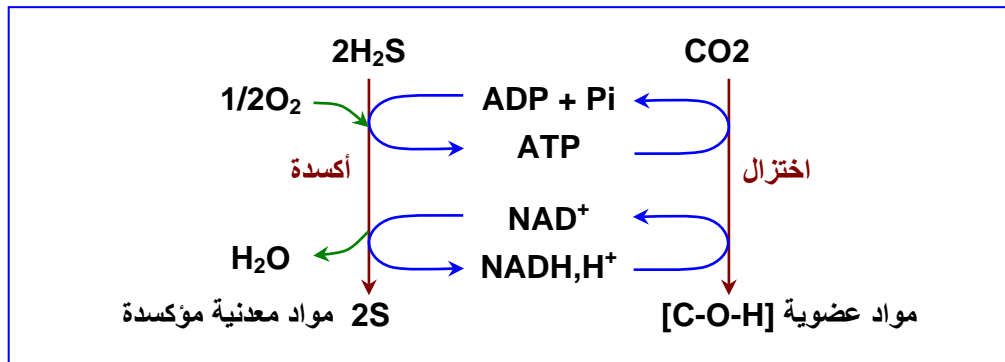 2H₂S CO2
1/2O₂ ADP + Pi
ATP
أكسدة اختزال
NAD⁺
H₂O NADH,H⁺
مواد معدنية مؤكسدة 2S مواد عضوية [C-O-H]